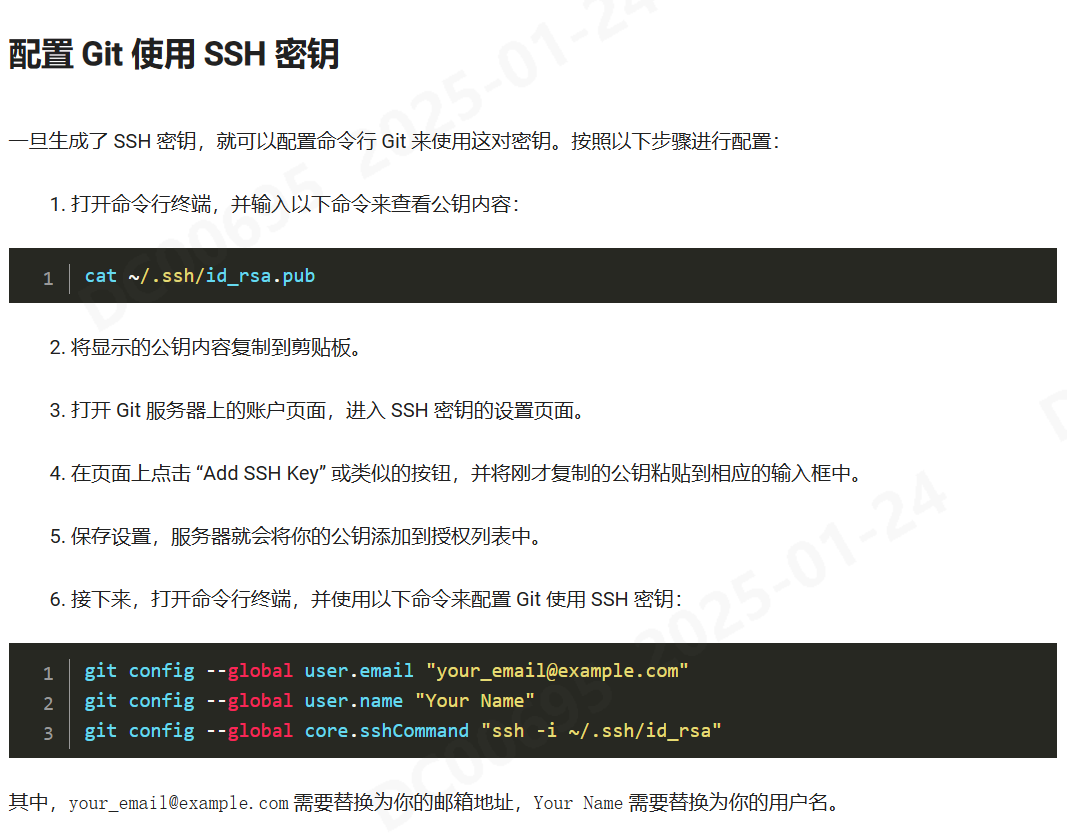 配置 Git 使用 SSH 密钥
一旦生成了 SSH 密钥，就可以配置命令行 Git 来使用这对密钥。按照以下步骤进行配置：
1. 打开命令行终端，并输入以下命令来查看公钥内容：
1 cat ~/.ssh/id_rsa.pub
2. 将显示的公钥内容复制到剪贴板。
3. 打开 Git 服务器上的账户页面，进入 SSH 密钥的设置页面。
4. 在页面上点击 “Add SSH Key” 或类似的按钮，并将刚才复制的公钥粘贴到相应的输入框中。
5. 保存设置，服务器就会将你的公钥添加到授权列表中。
6. 接下来，打开命令行终端，并使用以下命令来配置 Git 使用 SSH 密钥：
1 git config --global user.email "your_email@example.com"
2 git config --global user.name "Your Name"
3 git config --global core.sshCommand "ssh -i ~/.ssh/id_rsa"
其中，your_email@example.com 需要替换为你的邮箱地址，Your Name 需要替换为你的用户名。
DC00695 2025-01-24
DC00695 2025-01-24